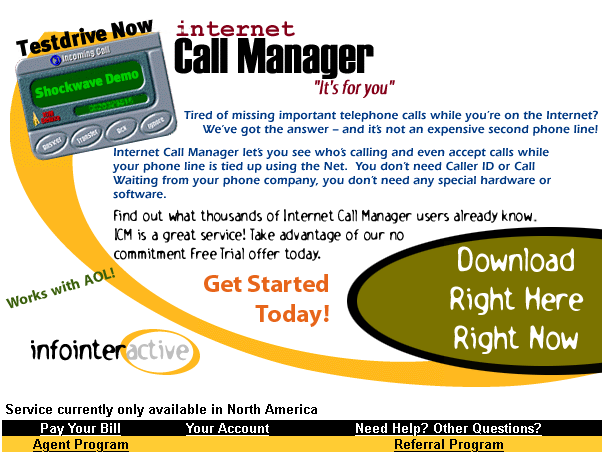 Testdrive Now
internet
Call Manager
"It's for you"
Incoming Call
Shockwave Demo
Answer Transfer OCR Ignore
Tired of missing important telephone calls while you're on the Internet?
We've got the answer – and it's not an expensive second phone line!
Internet Call Manager let's you see who's calling and even accept calls while
your phone line is tied up using the Net. You don't need Caller ID or Call
Waiting from your phone company, you don't need any special hardware or
software.
Find out what thousands of Internet Call Manager users already know.
ICM is a great service! Take advantage of our no
commitment Free Trial offer today.
Works with AOL!
Get Started
Today!
Download
Right Here
Right Now
infointeractive
Service currently only available in North America
Pay Your Bill Your Account Need Help? Other Questions?
Agent Program Referral Program